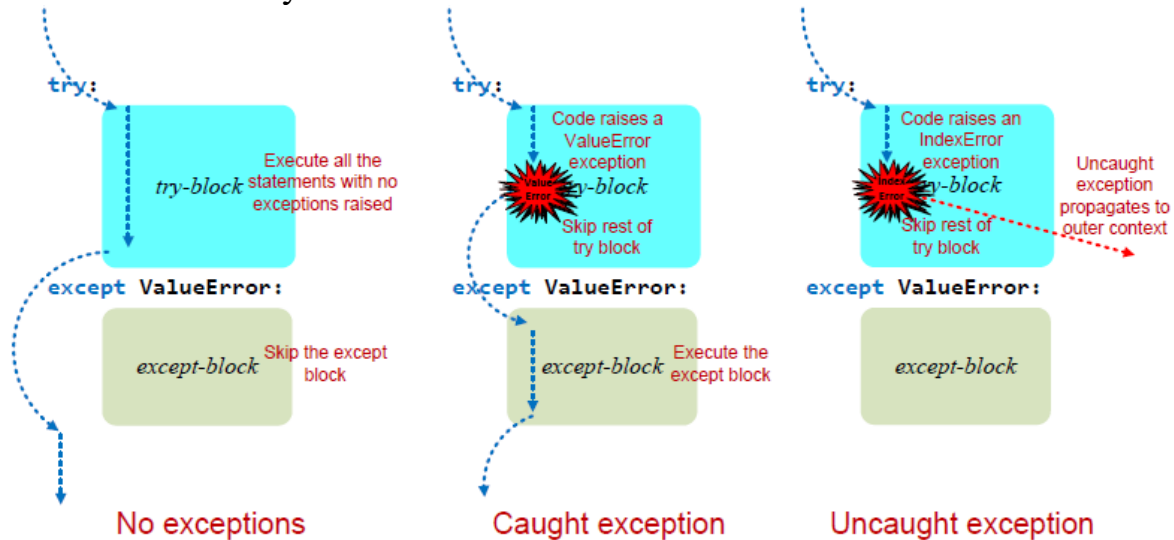 try:
Execute all the
statements with no
exceptions raised
try-block
except ValueError:
Skip the except
block
except-block
No exceptions
try:
Code raises a
ValueError
exception
Value
Error
y-block
Skip rest of
try block
except ValueError:
Execute the
except block
except-block
Caught exception
try:
Code raises an
IndexError
exception
Index
Error
y-block
Skip rest of
try block
Uncaught
exception
propagates to
outer context
except ValueError:
except-block
Uncaught exception